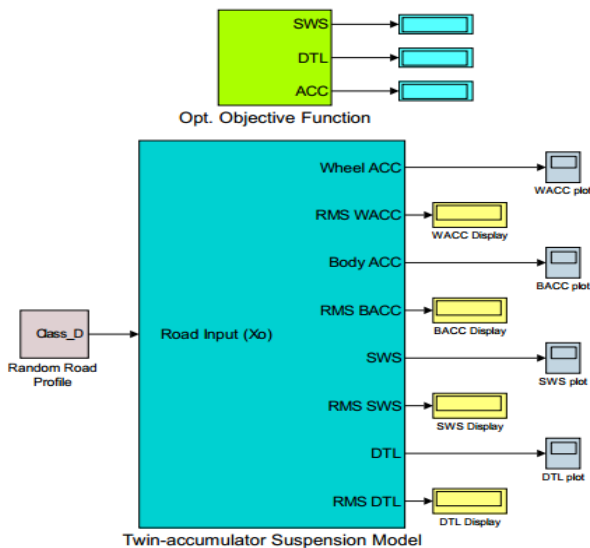 SWS
DTL
ACC
Opt. Objective Function
Wheel ACC
WACC plot
RMS WACC
WACC Display
Body ACC
BACC plot
RMS BACC
BACC Display
Class_D
Random Road
Profile
Road Input (Xo)
SWS
SWS plot
RMS SWS
SWS Display
DTL
DTL plot
RMS DTL
DTL Display
Twin-accumulator Suspension Model